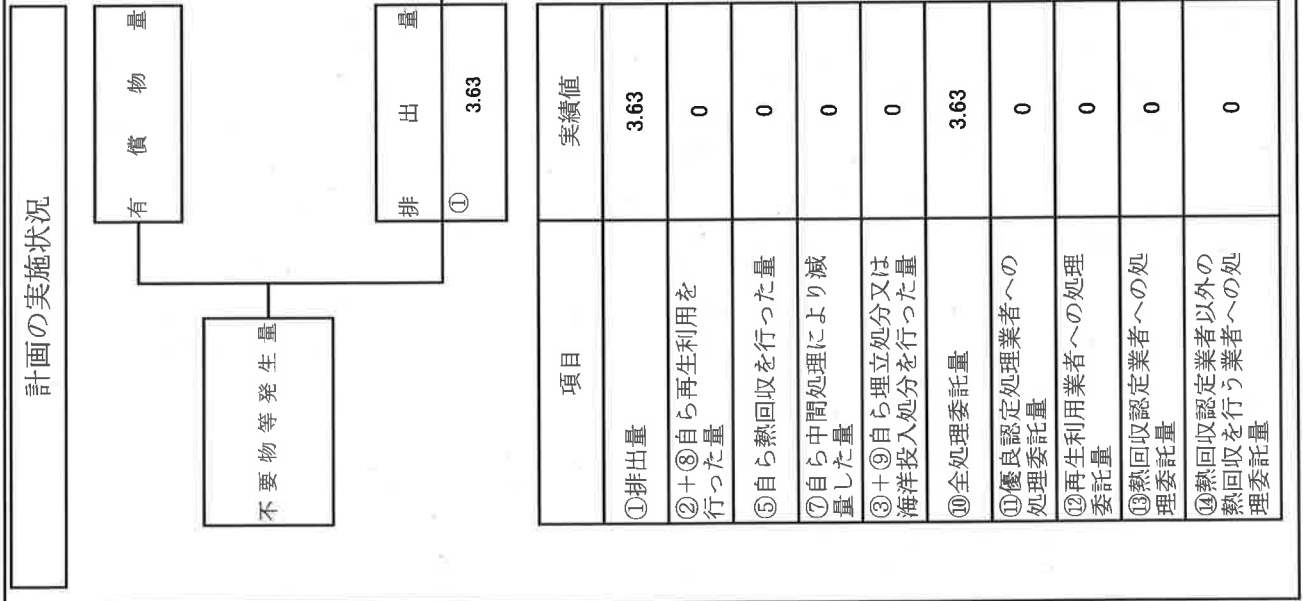 計画の実施状況
有償物量
不要物等発生量
排出量
①
3.63
項目
実績値
①排出量
3.63
②+⑧自ら再生利用を
行った量
0
⑤自ら熱回収を行った量
0
⑦自ら中間処理により減
量した量
0
③+⑨自ら埋立処分又は
海洋投入処分を行った量
0
⑩全処理委託量
3.63
⑪優良認定処理業者への
処理委託量
0
⑫再生利用業者への処理
委託量
0
⑬熱回収認定業者への処
理委託量
0
⑭熱回収認定業者以外の
熱回収を行う業者への処
理委託量
0